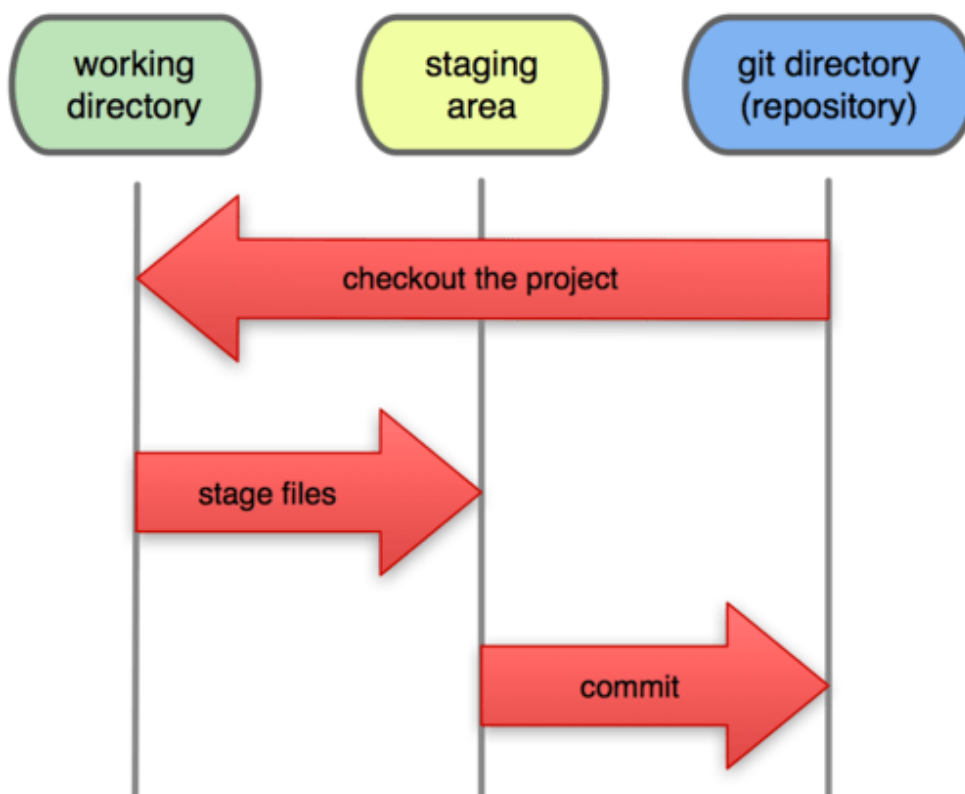 working
directory
staging
area
git directory
(repository)
checkout the project
stage files
commit